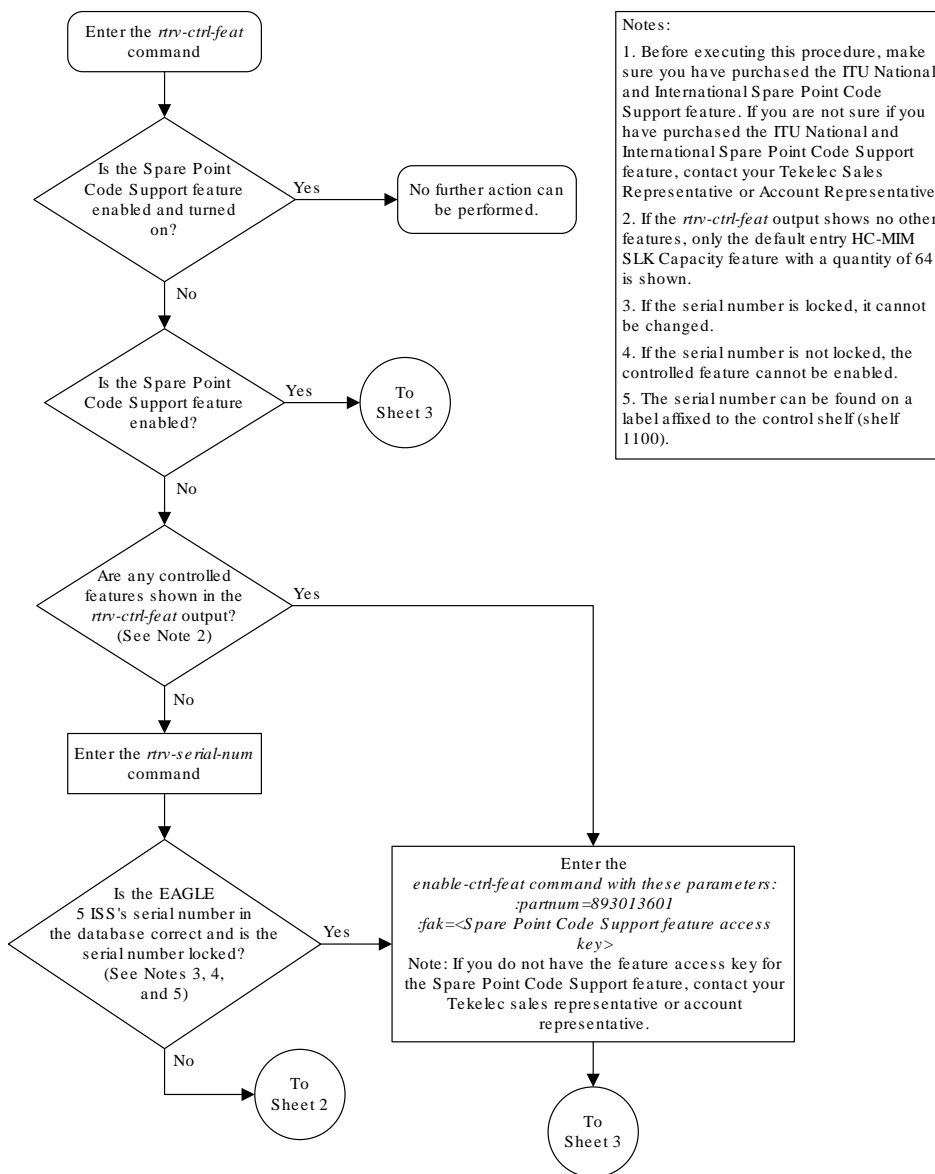 Enter the rtrv-ctrl-feat
command
Is the Spare Point
Code Support feature
enabled and turned
on?
Yes
No further action can
be performed.
No
Is the Spare Point
Code Support feature
enabled?
Yes
To
Sheet 3
No
Are any controlled
features shown in the
rtrv-ctrl-feat output?
(See Note 2)
Yes
No
Enter the rtrv-serial-num
command
Is the EAGLE
5 ISS's serial number in
the database correct and is the
serial number locked?
(See Notes 3, 4,
and 5)
Yes
No
To
Sheet 2
Enter the
enable-ctrl-feat command with these parameters:
:partnum=893013601
:fak=<Spare Point Code Support feature access
key>
Note: If you do not have the feature access key for
the Spare Point Code Support feature, contact your
Tekelec sales representative or account
representative.
To
Sheet 3
Notes:
1. Before executing this procedure, make
sure you have purchased the ITU National
and International Spare Point Code
Support feature. If you are not sure if you
have purchased the ITU National and
International Spare Point Code Support
feature, contact your Tekelec Sales
Representative or Account Representative
2. If the rtrv-ctrl-feat output shows no other
features, only the default entry HC-MIM
SLK Capacity feature with a quantity of 64
is shown.
3. If the serial number is locked, it cannot
be changed.
4. If the serial number is not locked, the
controlled feature cannot be enabled.
5. The serial number can be found on a
label affixed to the control shelf (shelf
1100).